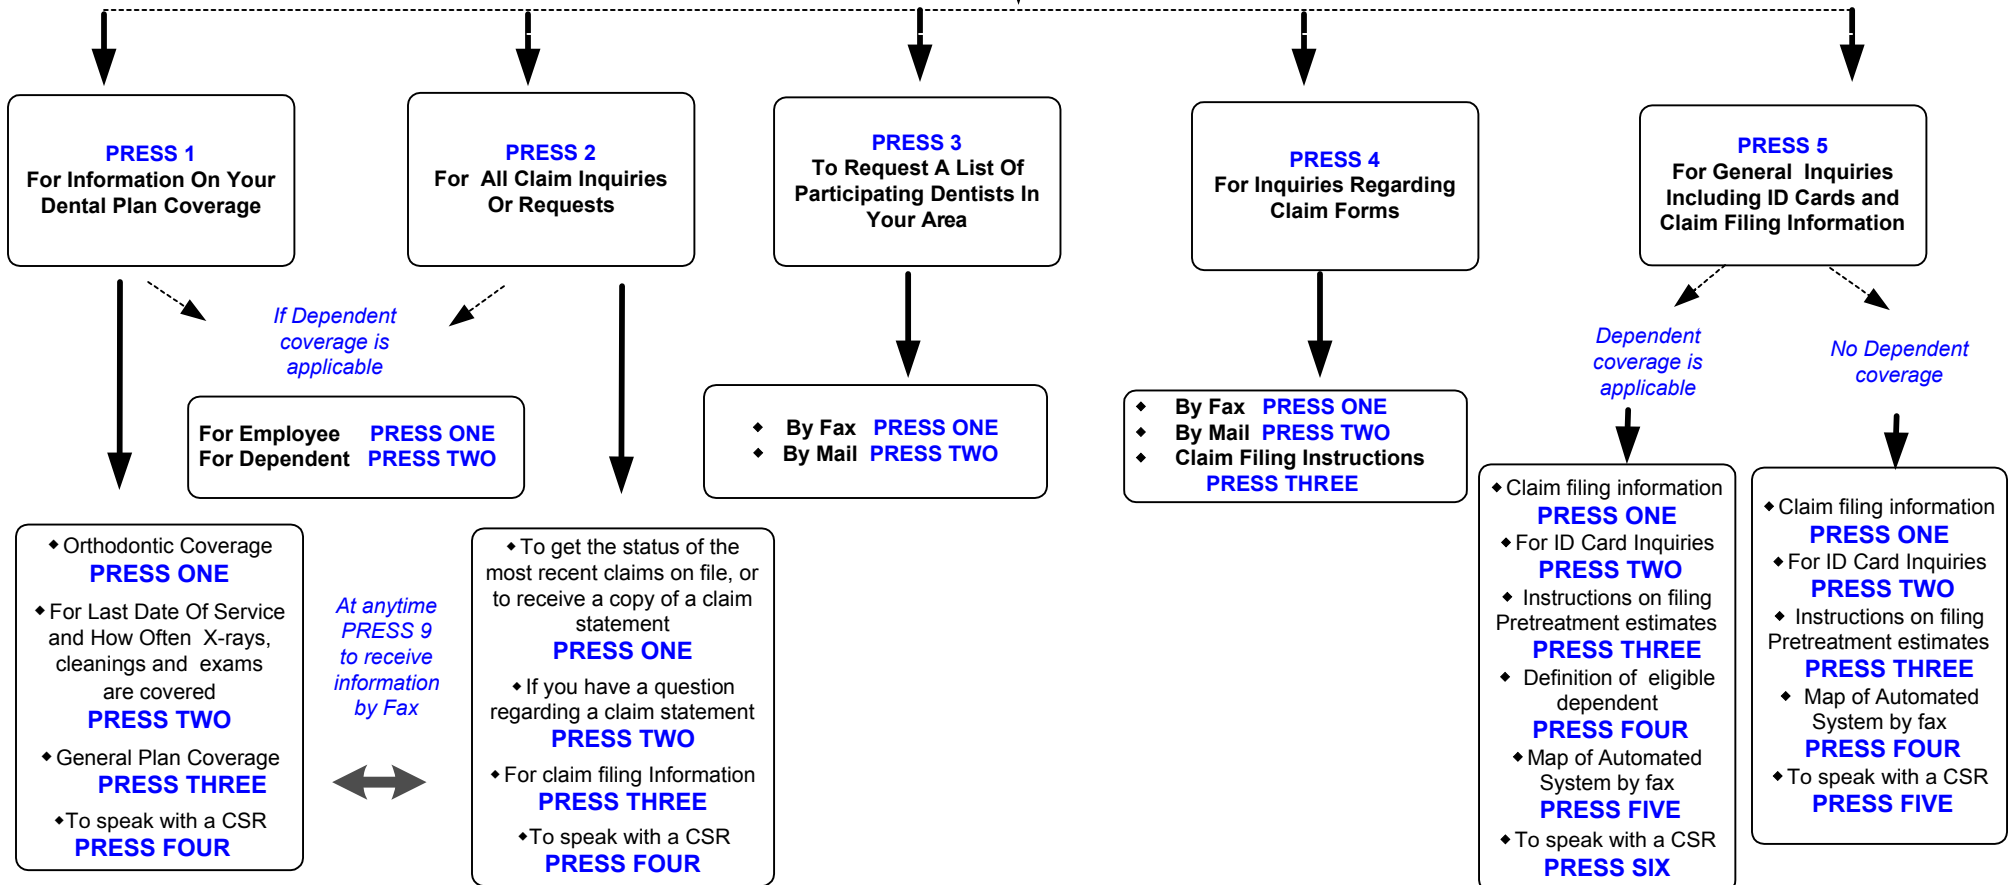 PRESS 1
For Information On Your
Dental Plan Coverage
PRESS 2
For All Claim Inquiries
Or Requests
PRESS 3
To Request A List Of
Participating Dentists In
Your Area
PRESS 4
For Inquiries Regarding
Claim Forms
PRESS 5
For General Inquiries
Including ID Cards and
Claim Filing Information
If Dependent
coverage is
applicable
Dependent
coverage is
applicable
No Dependent
coverage
For Employee PRESS ONE
For Dependent PRESS TWO
◆ By Fax PRESS ONE
◆ By Mail PRESS TWO
◆ By Fax PRESS ONE
◆ By Mail PRESS TWO
◆ Claim Filing Instructions
PRESS THREE
◆ Orthodontic Coverage
PRESS ONE
◆ For Last Date Of Service
and How Often X-rays,
cleanings and exams
are covered
PRESS TWO
◆ General Plan Coverage
PRESS THREE
◆ To speak with a CSR
PRESS FOUR
At anytime
PRESS 9
to receive
information
by Fax
◆ To get the status of the
most recent claims on file, or
to receive a copy of a claim
statement
PRESS ONE
◆ If you have a question
regarding a claim statement
PRESS TWO
◆ For claim filing Information
PRESS THREE
◆ To speak with a CSR
PRESS FOUR
◆ Claim filing information
PRESS ONE
◆ For ID Card Inquiries
PRESS TWO
◆ Instructions on filing
Pretreatment estimates
PRESS THREE
◆ Definition of eligible
dependent
PRESS FOUR
◆ Map of Automated
System by fax
PRESS FIVE
◆ To speak with a CSR
PRESS SIX
◆ Claim filing information
PRESS ONE
◆ For ID Card Inquiries
PRESS TWO
◆ Instructions on filing
Pretreatment estimates
PRESS THREE
◆ Map of Automated
System by fax
PRESS FOUR
◆ To speak with a CSR
PRESS FIVE